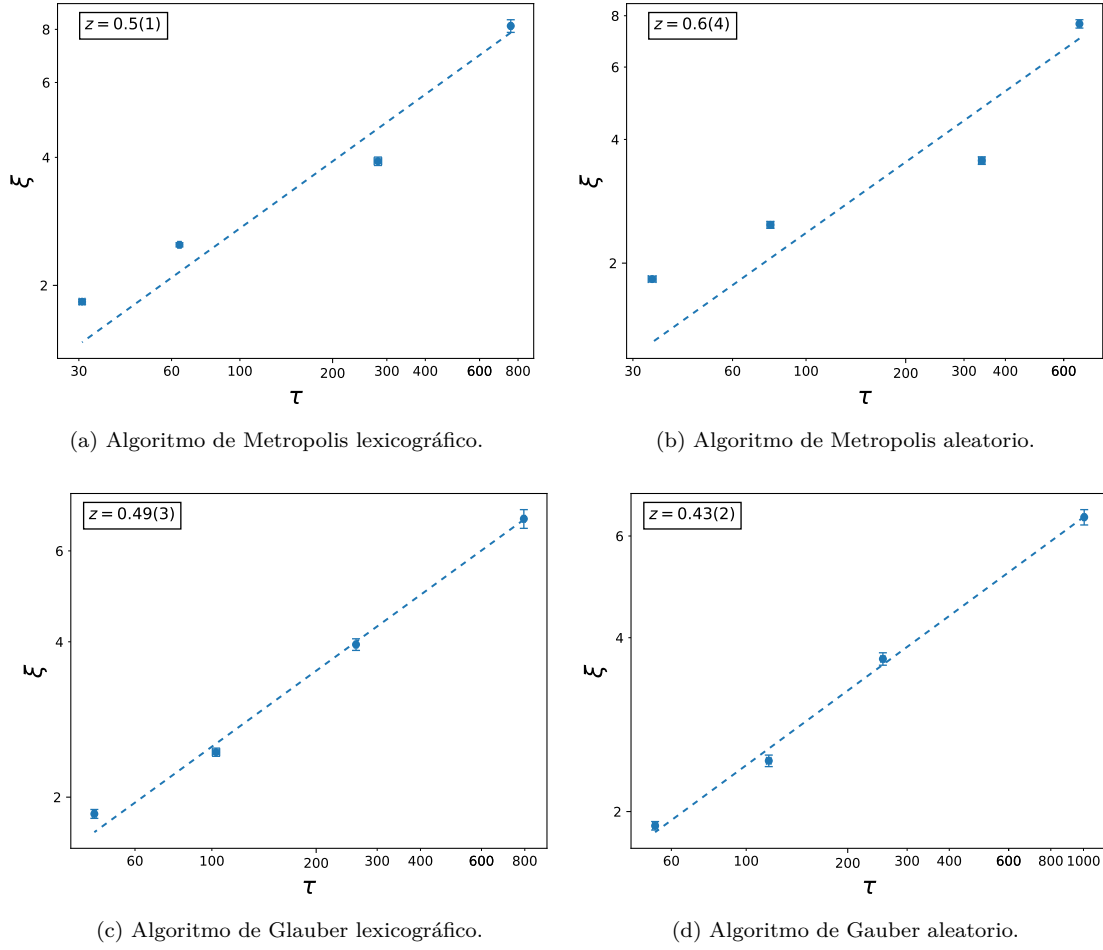 z = 0.5(1)
8
6
4
2
ξ
30 60 100 200 300 400 600 800
τ
(a) Algoritmo de Metropolis lexicográfico.
z = 0.6(4)
8
6
4
2
ξ
30 60 100 200 300 400 600
τ
(b) Algoritmo de Metropolis aleatorio.
z = 0.49(3)
6
4
2
ξ
60 100 200 300 400 600 800
τ
(c) Algoritmo de Glauber lexicográfico.
z = 0.43(2)
6
4
2
ξ
60 100 200 300 400 600 800 1000
τ
(d) Algoritmo de Gauber aleatorio.